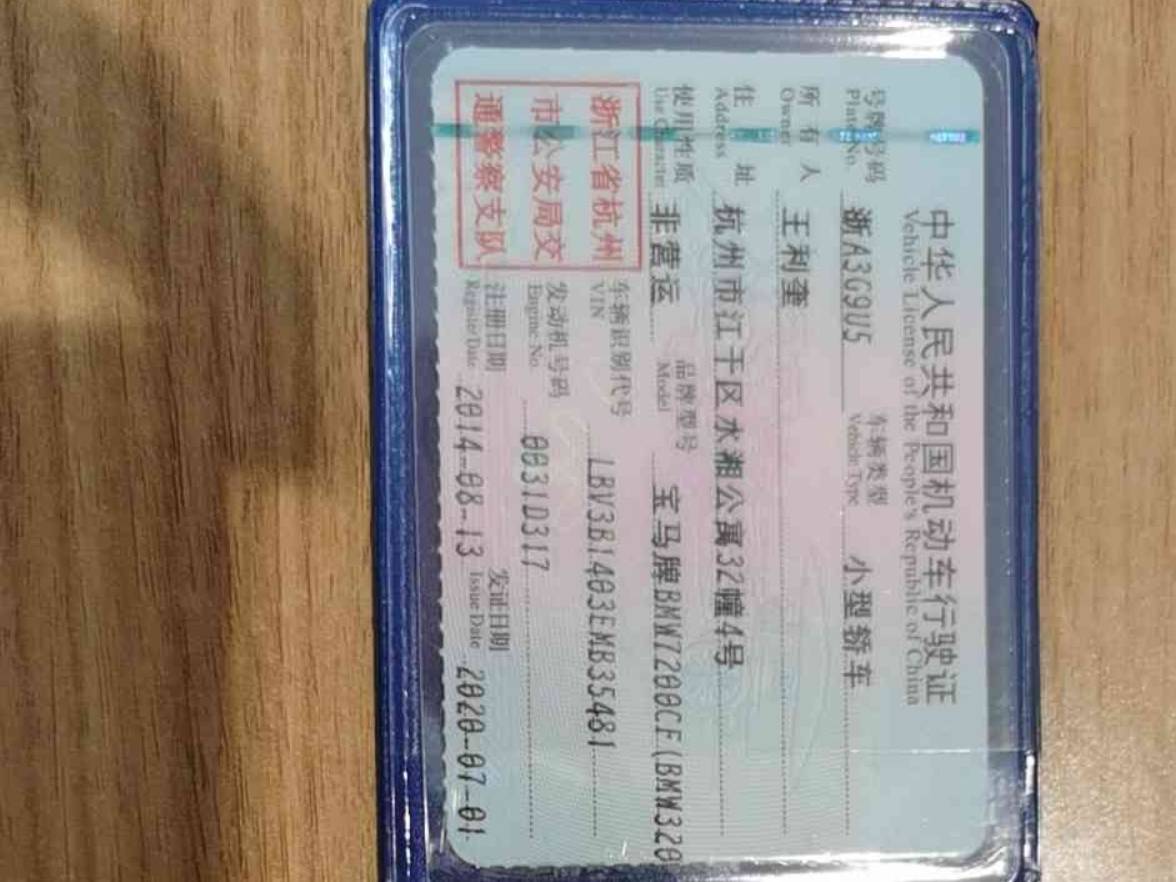 中华人民共和国机动车行驶证
Vehicle License of the People's Republic of China
号牌号码 浙A3G9U5 车辆类型 小型轿车
Plate No. Vehicle Type
所有人 王利奎
Owner
住址 杭州市江干区水湘公寓32幢4号
Address
使用性质 非营运 品牌型号 宝马牌BMW7200CE(BMW320
Use Character Model
浙江省杭州
市公安局交
通警察支队
车辆识别代号 LBV3B1403EMB35481
VIN
发动机号码 0031D317
Engine No.
注册日期 2014-08-13 发证日期 2020-07-01
Register Date Issue Date